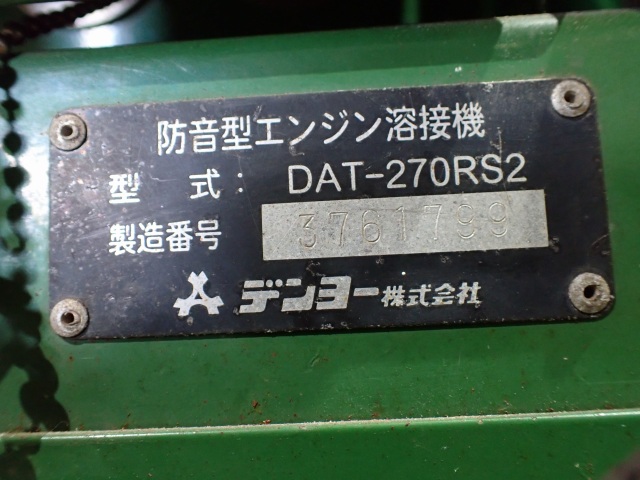 防音型エンジン溶接機
型 式: DAT-270RS2
製造番号 3761799
デンヨー株式会社